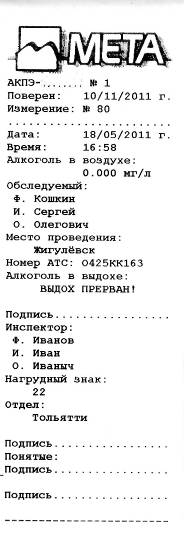 МЕТА
АКПЭ-........ № 1
Поверен: 10/11/2011 г.
Измерение: № 80
Дата: 18/05/2011 г.
Время: 16:58
Алкоголь в воздухе:
0.000 мг/л
Обследуемый:
Ф. Кошкин
И. Сергей
О. Олегович
Место проведения:
Жигулёвск
Номер АТС: О425КК163
Алкоголь в выдохе:
ВЫДОХ ПРЕРВАН!
Подпись.................
Инспектор:
Ф. Иванов
И. Иван
О. Иваныч
Нагрудный знак:
22
Отдел:
Тольятти
Подпись.................
Понятые:
Подпись.................
Подпись.................